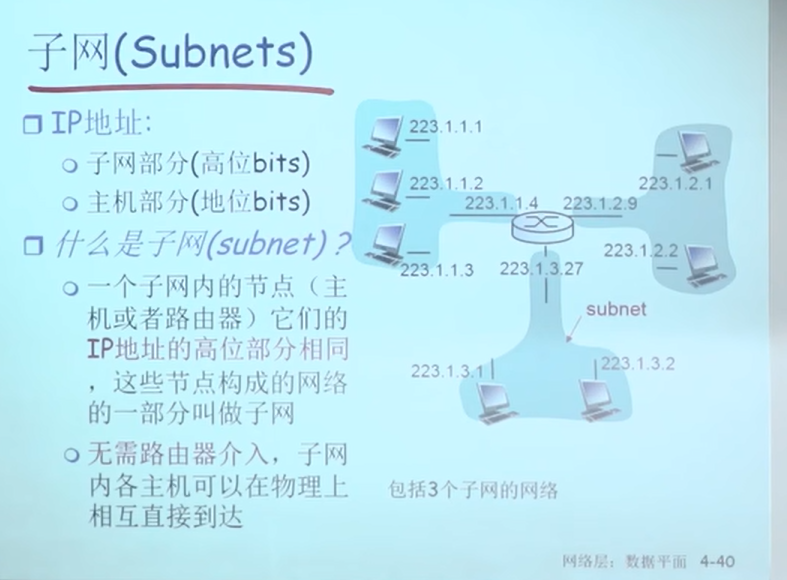 子网(Subnets)
IP地址:
子网部分(高位bits)
主机部分(地位bits)
什么是子网(subnet)?
一个子网内的节点（主
机或者路由器）它们的
IP地址的高位部分相同
，这些节点构成的网络
的一部分叫做子网
无需路由器介入，子网
内各主机可以在物理上
相互直接到达
223.1.1.1
223.1.1.2
223.1.1.3
223.1.1.4
223.1.2.9
223.1.2.1
223.1.2.2
223.1.3.27
subnet
223.1.3.1
223.1.3.2
包括3个子网的网络
网络层：数据平面 4-40